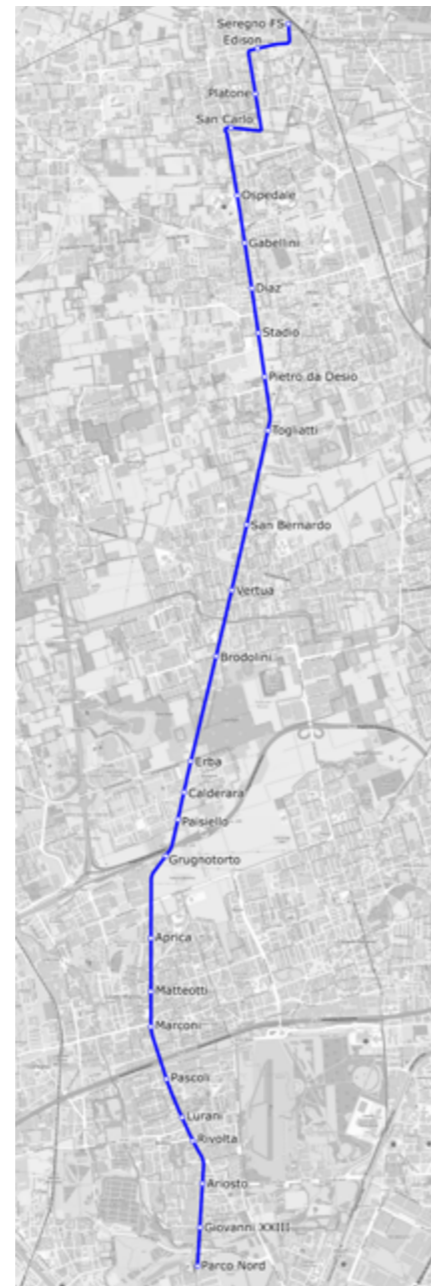 Seregno FS
Edison
Platone
San Carlo
Ospedale
Gabellini
Diaz
Stadio
Pietro da Desio
Togliatti
San Bernardo
Vertua
Brodolini
Erba
Calderara
Paisiello
Grugnotorto
Aprica
Matteotti
Marconi
Pascoli
Lurani
Rivolta
Ariosto
Giovanni XXIII
Parco Nord